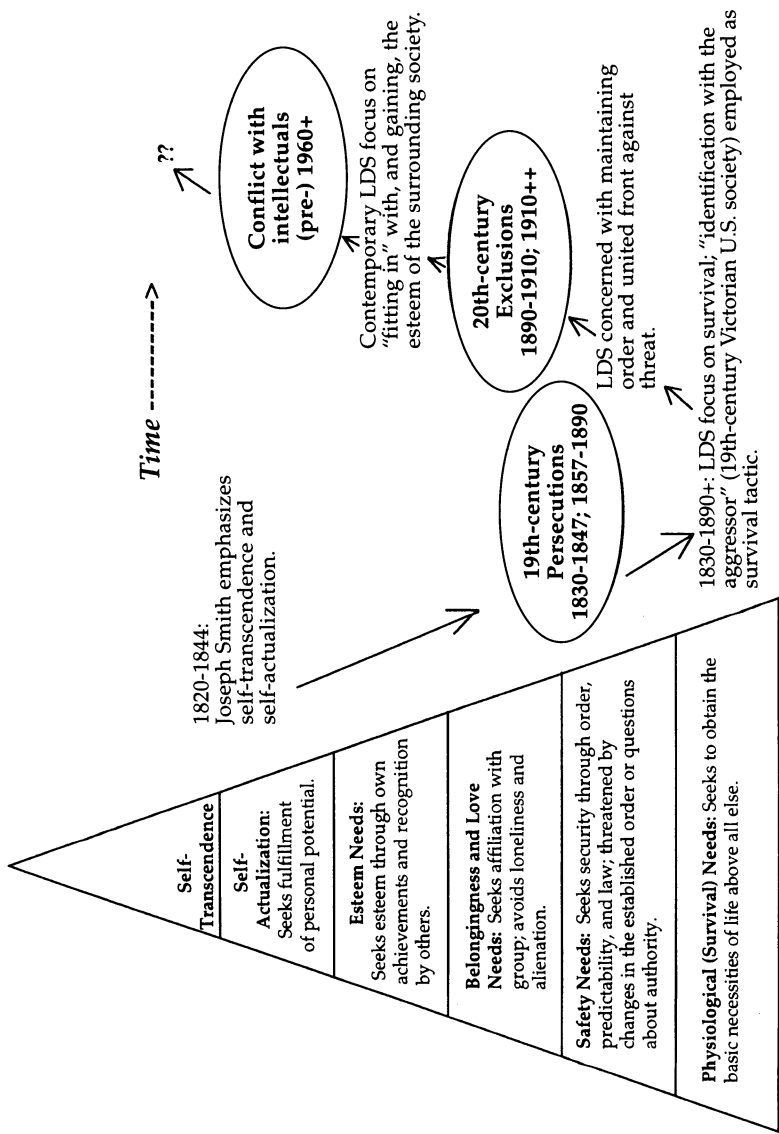 Self-
Transcendence
Self-
Actualization:
Seeks fulfillment
of personal potential.
Esteem Needs:
Seeks esteem through own
achievements and recognition
by others.
Belongingness and Love
Needs: Seeks affiliation with
group; avoids loneliness and
alienation.
Safety Needs: Seeks security through order,
predictability, and law; threatened by
changes in the established order or questions
about authority.
Physiological (Survival) Needs: Seeks to obtain the
basic necessities of life above all else.
Time ---------->
1820-1844:
Joseph Smith emphasizes
self-transcendence and
self-actualization.
19th-century
Persecutions
1830-1847; 1857-1890
1830-1890+: LDS focus on survival; "identification with the
aggressor" (19th-century Victorian U.S. society) employed as
survival tactic.
LDS concerned with maintaining
order and united front against
threat.
20th-century
Exclusions
1890-1910; 1910++
Contemporary LDS focus on
"fitting in" with, and gaining, the
esteem of the surrounding society.
Conflict with
intellectuals
(pre-) 1960+
??